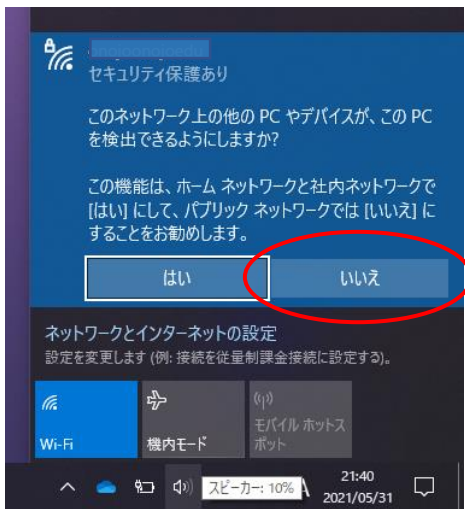 セキュリティ保護あり
このネットワーク上の他の PC やデバイスが、この PC
を検出できるようにしますか?
この機能は、ホーム ネットワークと社内ネットワークで
[はい] にして、パブリック ネットワークでは [いいえ] に
することをお勧めします。
はい
いいえ
ネットワークとインターネットの設定
設定を変更します (例: 接続を従量制課金接続に設定する)。
Wi-Fi
機内モード
モバイル ホットス
ポット
スピーカー: 10%
A
21:40
2021/05/31